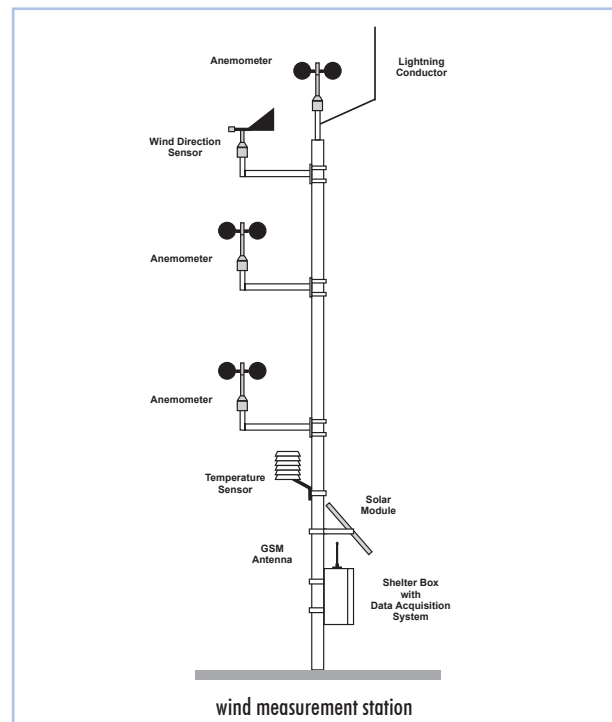 Anemometer
Lightning
Conductor
Wind Direction
Sensor
Anemometer
Anemometer
Temperature
Sensor
Solar
Module
GSM
Antenna
Shelter Box
with
Data Acquisition
System
wind measurement station